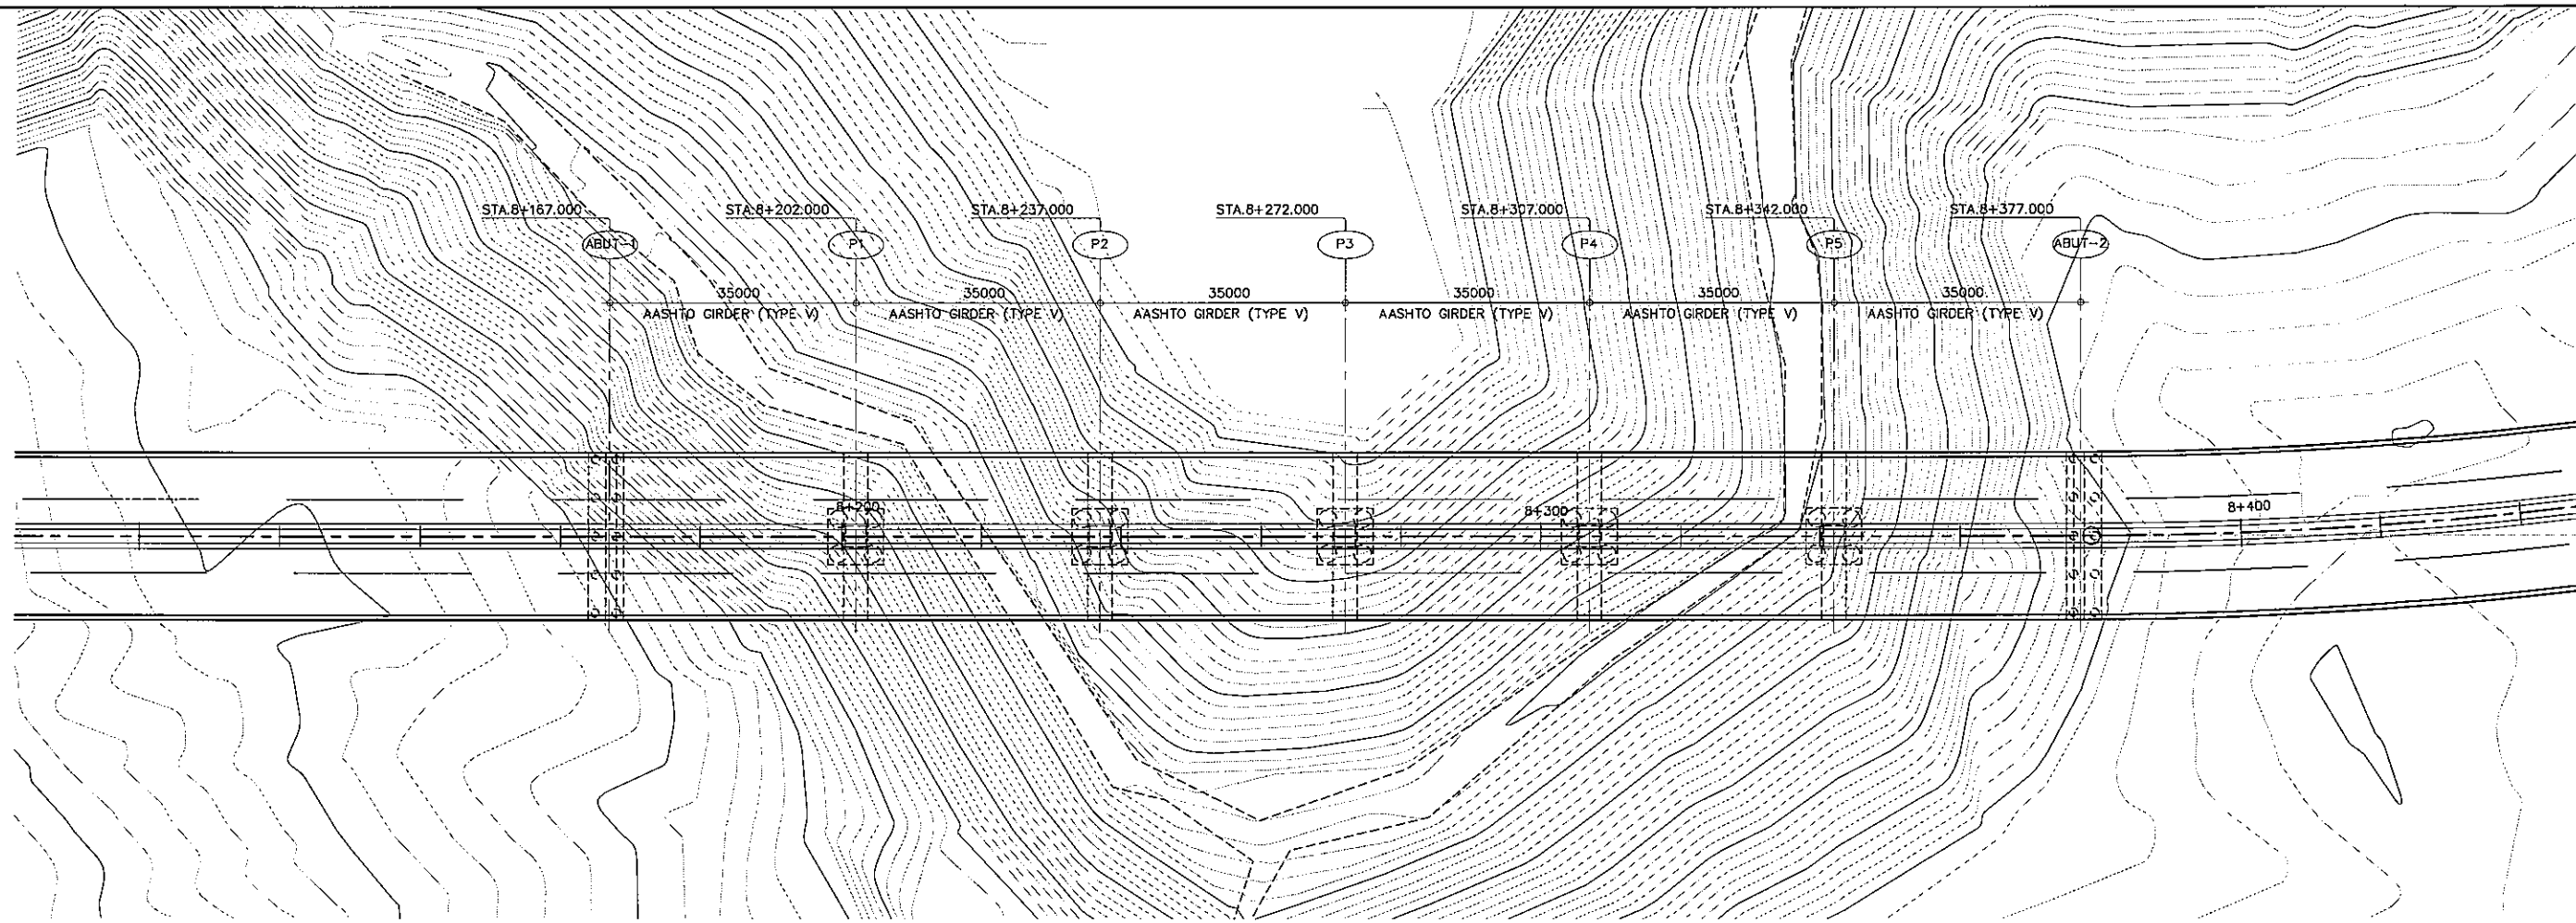 STA.8+167.000 STA.8+202.000 STA.8+237.000 STA.8+272.000 STA.8+307.000 STA.8+342.000 STA.8+377.000
ABUT-1 P1 P2 P3 P4 P5 ABUT-2
35000 35000 35000 35000 35000 35000
AASHTO GIRDER (TYPE V) AASHTO GIRDER (TYPE V) AASHTO GIRDER (TYPE V) AASHTO GIRDER (TYPE V) AASHTO GIRDER (TYPE V) AASHTO GIRDER (TYPE V)
8+200 8+300 8+400